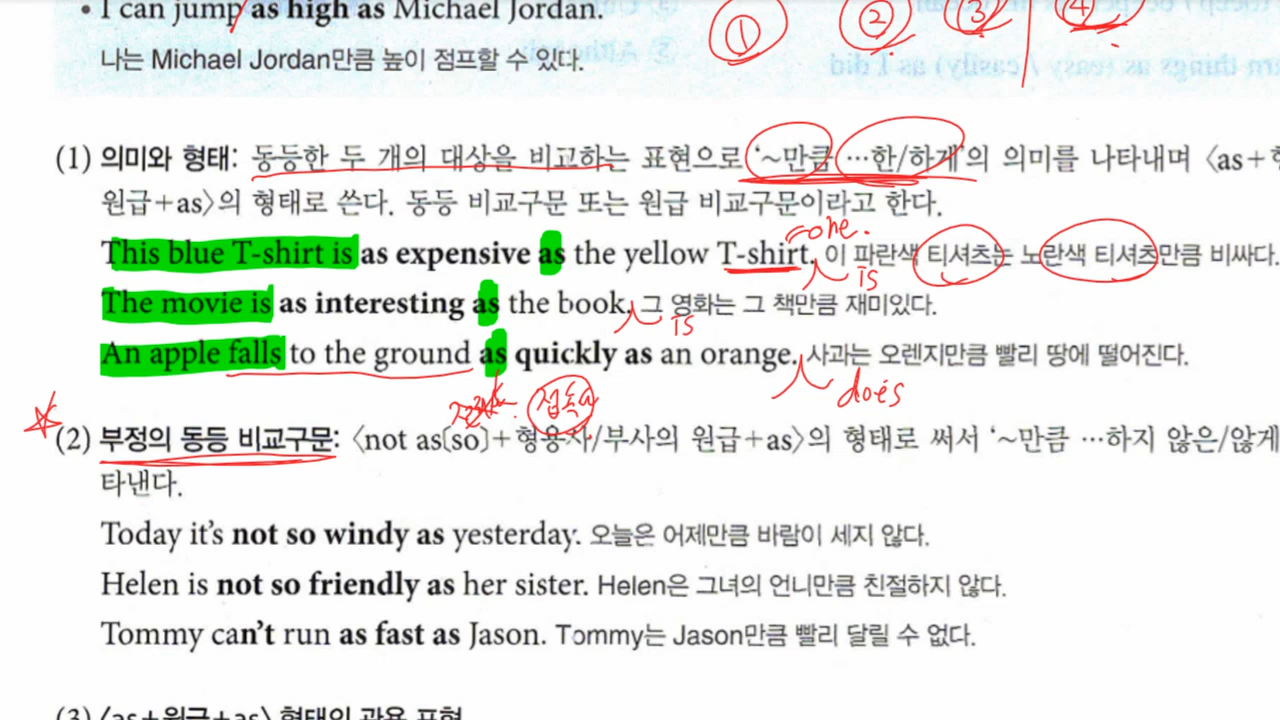 • I can jump as high as Michael Jordan.
① ② ③ ④
나는 Michael Jordan만큼 높이 점프할 수 있다.
(1) 의미와 형태: 동등한 두 개의 대상을 비교하는 표현으로 ‘~만큼 …한/하게’의 의미를 나타내며 〈as+
원급+as〉의 형태로 쓴다. 동등 비교구문 또는 원급 비교구문이라고 한다.
one.
This blue T-shirt is as expensive as the yellow T-shirt. 이 파란색 티셔츠는 노란색 티셔츠만큼 비싸다.
is
The movie is as interesting as the book. 그 영화는 그 책만큼 재미있다.
is
An apple falls to the ground as quickly as an orange. 사과는 오렌지만큼 빨리 땅에 떨어진다.
does
접속사
(2) 부정의 동등 비교구문: 〈not as[so]+형용사/부사의 원급+as〉의 형태로 써서 ‘~만큼 …하지 않은/않게
타낸다.
Today it’s not so windy as yesterday. 오늘은 어제만큼 바람이 세지 않다.
Helen is not so friendly as her sister. Helen은 그녀의 언니만큼 친절하지 않다.
Tommy can’t run as fast as Jason. Tommy는 Jason만큼 빨리 달릴 수 없다.
(3) 〈as+원급+as〉 형태의 관용 표현